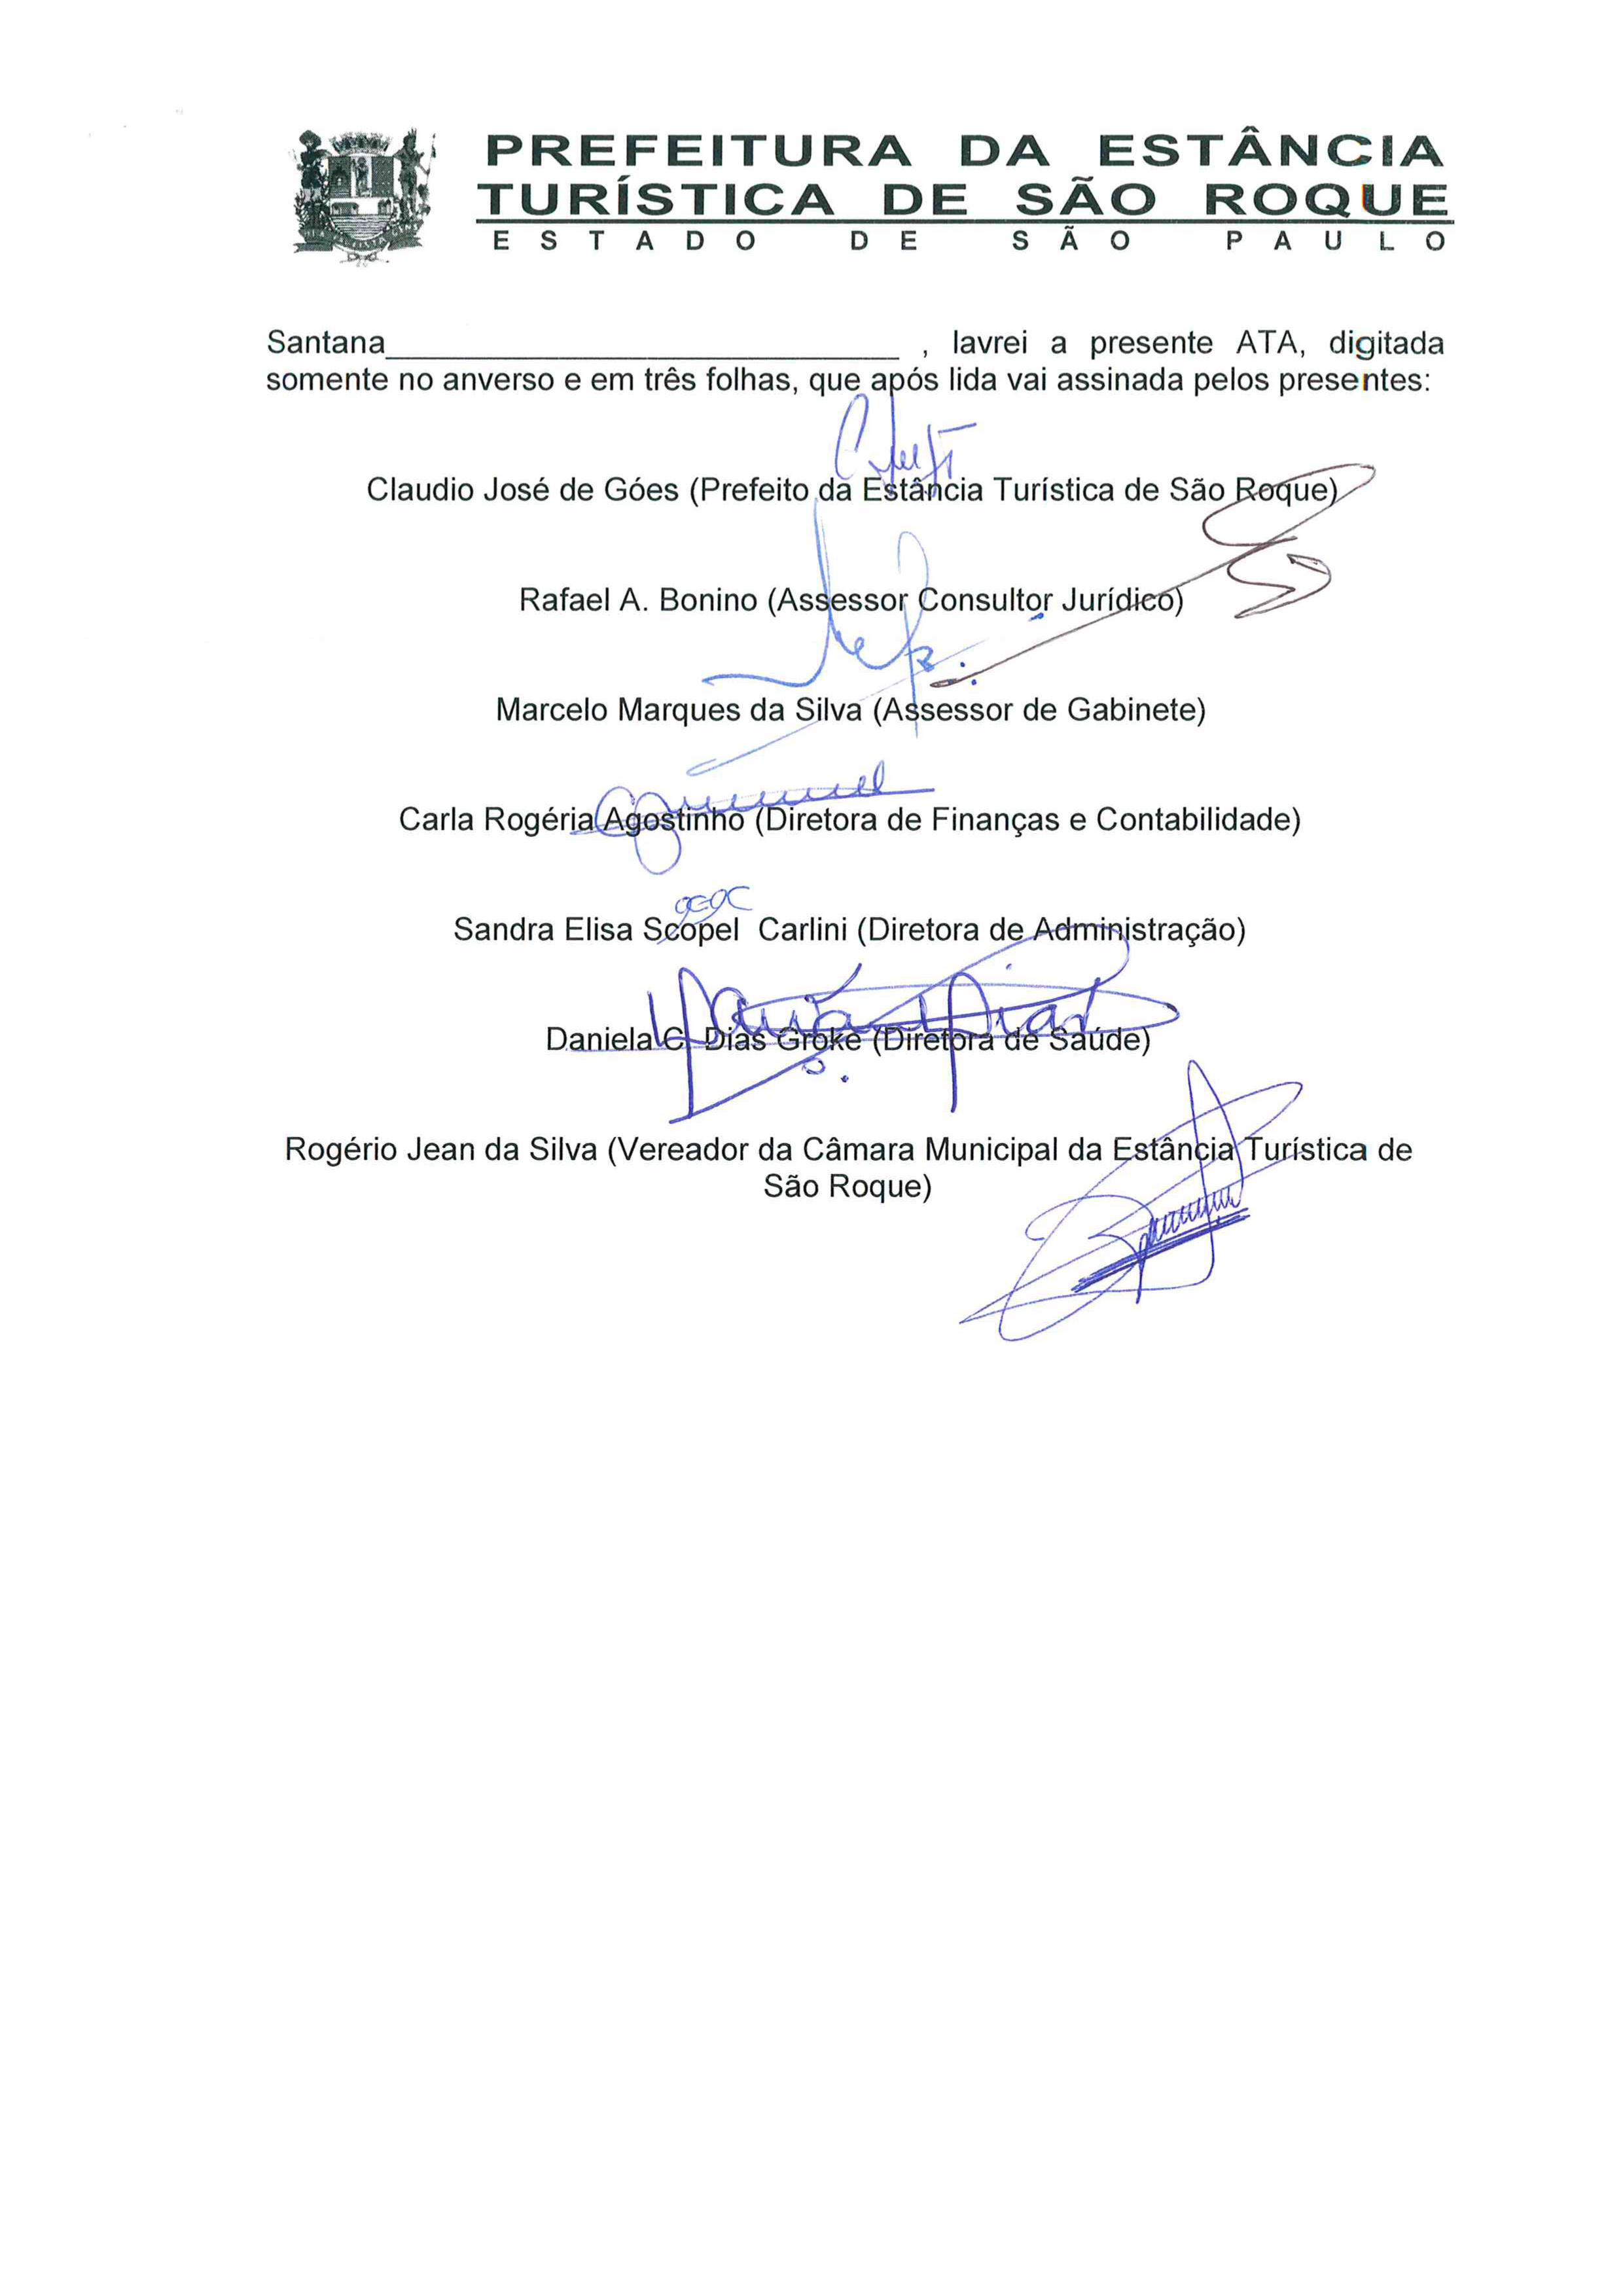 PREFEITURA DA ESTÂNCIA
TURÍSTICA DE SÃO ROQUE
ESTADO DE SÃO PAULO
Santana______________________________ , lavrei a presente ATA, digitada
somente no anverso e em três folhas, que após lida vai assinada pelos presentes:
Claudio José de Góes (Prefeito da Estância Turística de São Roque)
Rafael A. Bonino (Assessor Consultor Jurídico)
Marcelo Marques da Silva (Assessor de Gabinete)
Carla Rogéria Agostinho (Diretora de Finanças e Contabilidade)
Sandra Elisa Scopel Carlini (Diretora de Administração)
Daniela C. Dias Groke (Diretora de Saúde)
Rogério Jean da Silva (Vereador da Câmara Municipal da Estância Turística de
São Roque)